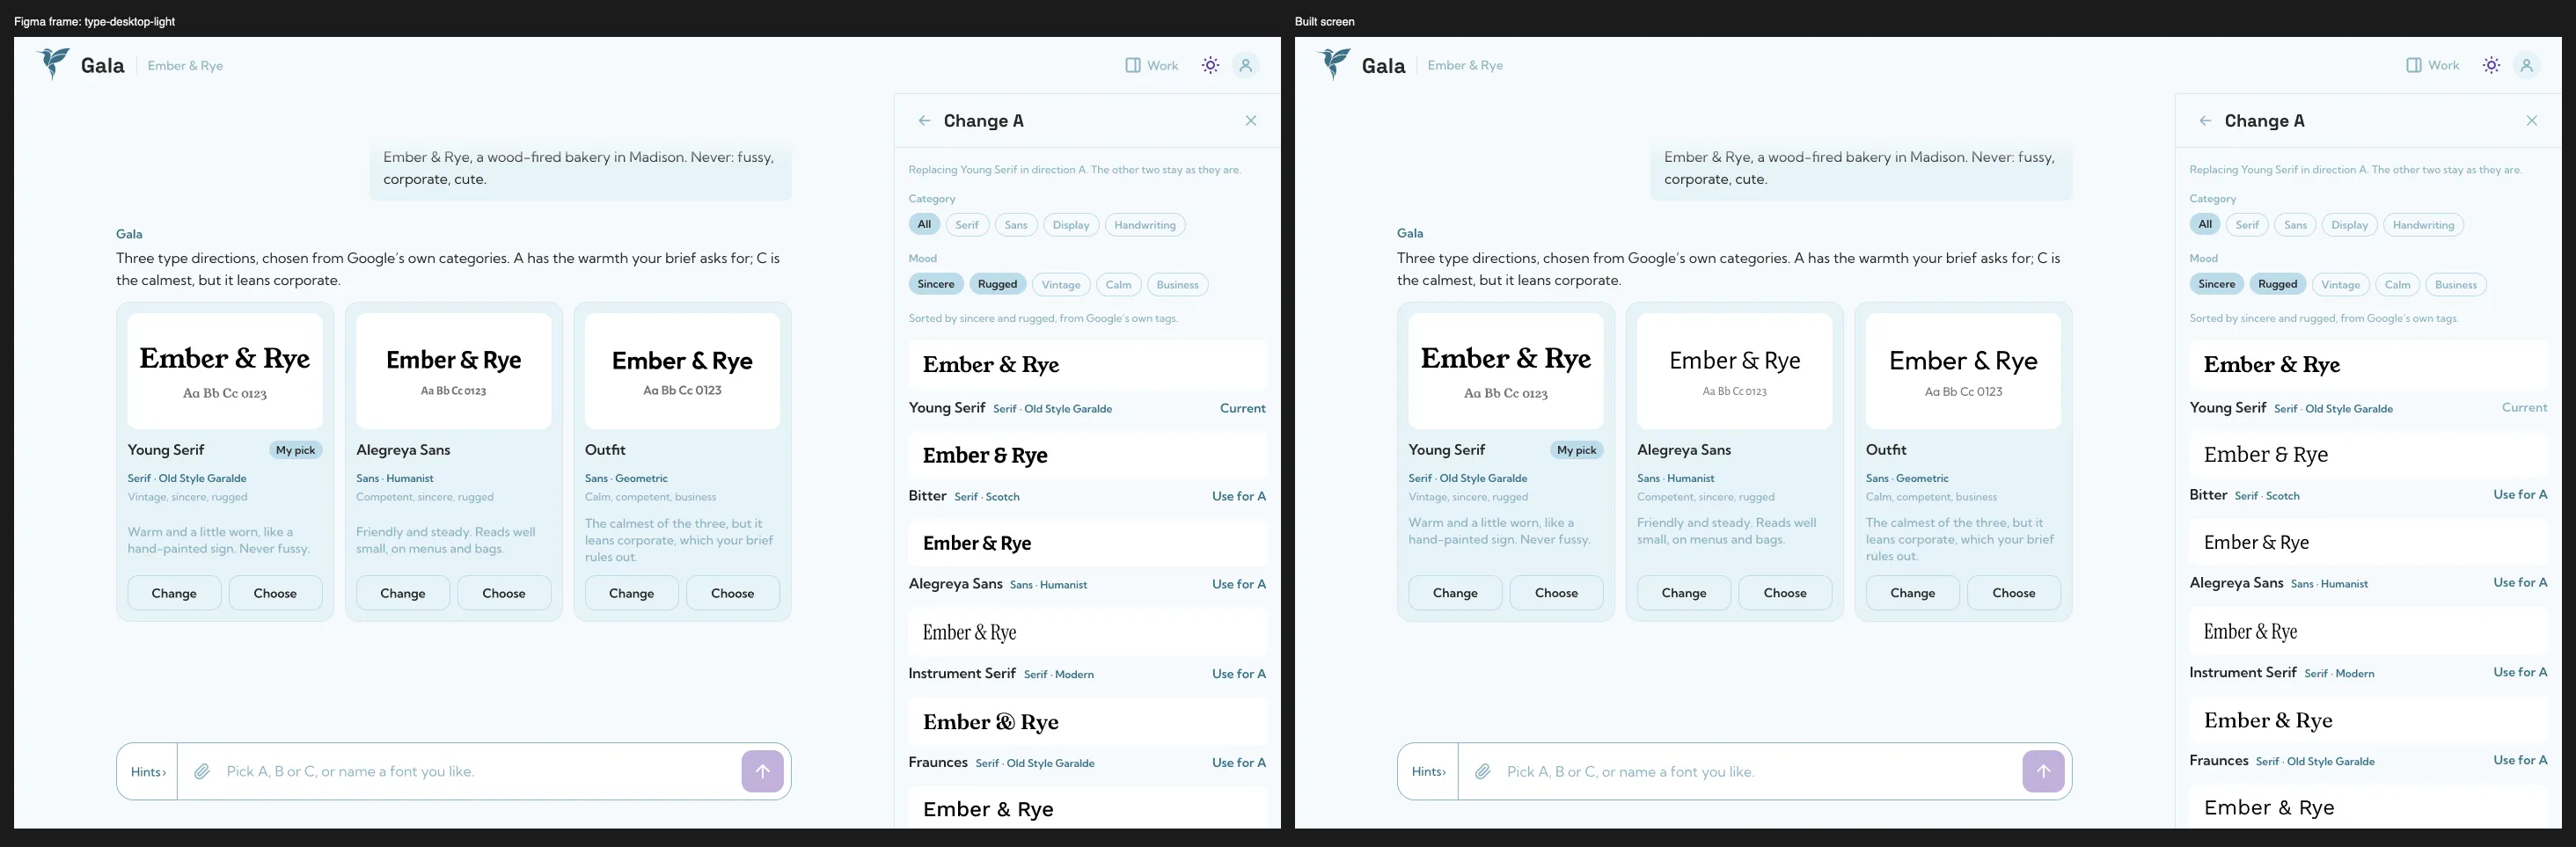 Figma frame: type-desktop-light
Gala
Ember & Rye
Work
Change A
Ember & Rye, a wood-fired bakery in Madison. Never: fussy,
corporate, cute.
Gala
Three type directions, chosen from Google's own categories. A has the warmth your brief asks for; C is
the calmest, but it leans corporate.
Ember & Rye
Aa Bb Cc 0123
Young Serif
My pick
Serif · Old Style Garalde
Vintage, sincere, rugged
Warm and a little worn, like a
hand-painted sign. Never fussy.
Change
Choose
Ember & Rye
Aa Bb Cc 0123
Alegreya Sans
Sans · Humanist
Competent, sincere, rugged
Friendly and steady. Reads well
small, on menus and bags.
Change
Choose
Ember & Rye
Aa Bb Cc 0123
Outfit
Sans · Geometric
Calm, competent, business
The calmest of the three, but it
leans corporate, which your brief
rules out.
Change
Choose
Hints›
Pick A, B or C, or name a font you like.
Replacing Young Serif in direction A. The other two stay as they are.
Category
All
Serif
Sans
Display
Handwriting
Mood
Sincere
Rugged
Vintage
Calm
Business
Sorted by sincere and rugged, from Google's own tags.
Ember & Rye
Young Serif Serif · Old Style Garalde Current
Ember & Rye
Bitter Serif · Scotch Use for A
Ember & Rye
Alegreya Sans Sans · Humanist Use for A
Ember & Rye
Instrument Serif Serif · Modern Use for A
Ember & Rye
Fraunces Serif · Old Style Garalde Use for A
Ember & Rye
Built screen
Gala
Ember & Rye
Work
Change A
Ember & Rye, a wood-fired bakery in Madison. Never: fussy,
corporate, cute.
Gala
Three type directions, chosen from Google's own categories. A has the warmth your brief asks for; C is
the calmest, but it leans corporate.
Ember & Rye
Aa Bb Cc 0123
Young Serif
My pick
Serif · Old Style Garalde
Vintage, sincere, rugged
Warm and a little worn, like a
hand-painted sign. Never fussy.
Change
Choose
Ember & Rye
Aa Bb Cc 0123
Alegreya Sans
Sans · Humanist
Competent, sincere, rugged
Friendly and steady. Reads well
small, on menus and bags.
Change
Choose
Ember & Rye
Aa Bb Cc 0123
Outfit
Sans · Geometric
Calm, competent, business
The calmest of the three, but it
leans corporate, which your brief
rules out.
Change
Choose
Hints›
Pick A, B or C, or name a font you like.
Replacing Young Serif in direction A. The other two stay as they are.
Category
All
Serif
Sans
Display
Handwriting
Mood
Sincere
Rugged
Vintage
Calm
Business
Sorted by sincere and rugged, from Google's own tags.
Ember & Rye
Young Serif Serif · Old Style Garalde Current
Ember & Rye
Bitter Serif · Scotch Use for A
Ember & Rye
Alegreya Sans Sans · Humanist Use for A
Ember & Rye
Instrument Serif Serif · Modern Use for A
Ember & Rye
Fraunces Serif · Old Style Garalde Use for A
Ember & Rye